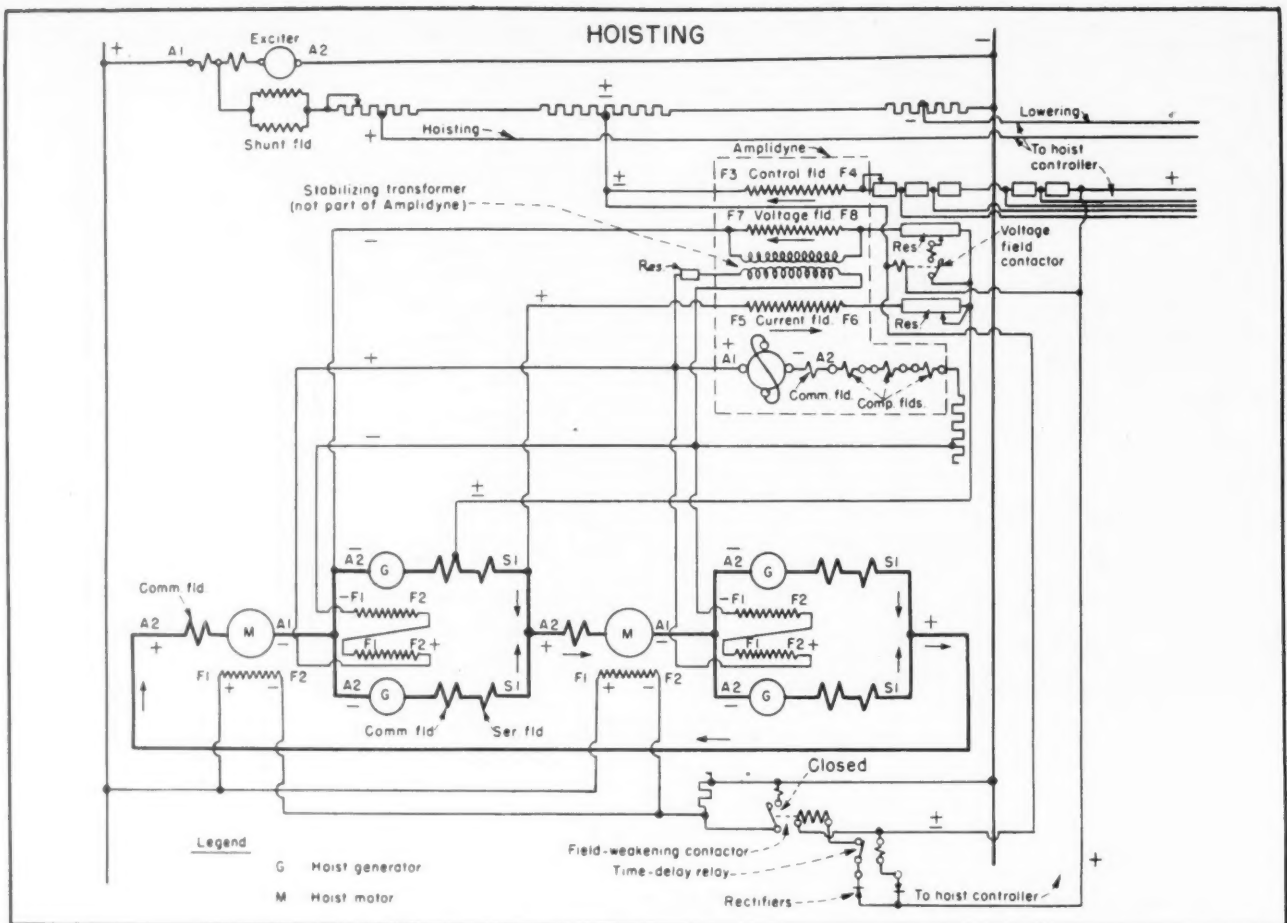 HOISTING
+ A1 Exciter A2 −
Shunt fld
±
+ Hoisting
− Lowering
To hoist controller
Amplidyne
± F3 Control fld. F4
+
Stabilizing transformer
(not part of Amplidyne)
F7 Voltage fld. F8
−
Res
Voltage
field
contactor
Res
+
F5 Current fld. F6
Res
+
+
A1
− A2
Comm. fld.
Comp. flds.
−
±
Comm. fld.
A2 +
M
A1 −
F1 + − F2
− A2 G S1
−F1 F2
F1 F2 +
A2 − G S1
Comm fld
Ser fld
A2 +
M
A1 −
F1 + − F2
− A2 G S1
−F1 F2
F1 F2 +
A2 − G S1
+
Closed
±
Field-weakening contactor
Time-delay relay
Rectifiers
To hoist controller
+
Legend
G Hoist generator
M Hoist motor